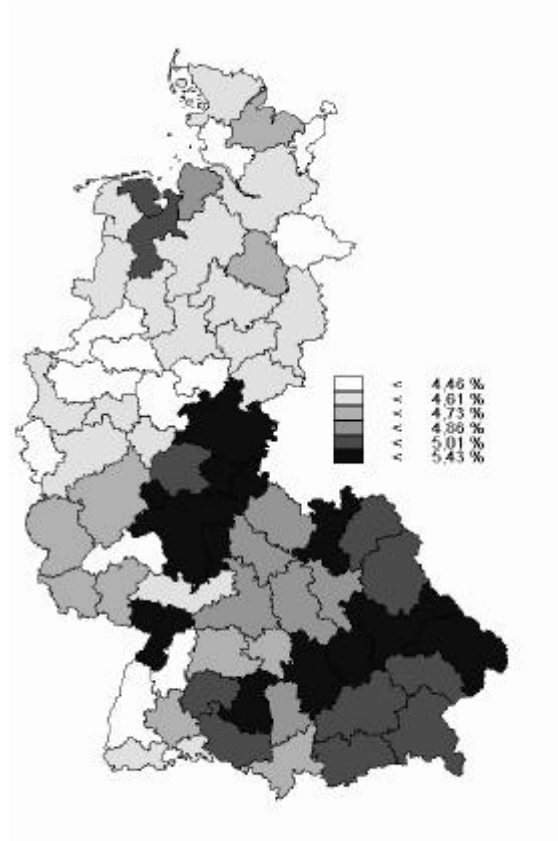 < 4,46 %
< 4,61 %
< 4,73 %
< 4,86 %
< 5,01 %
< 5,43 %